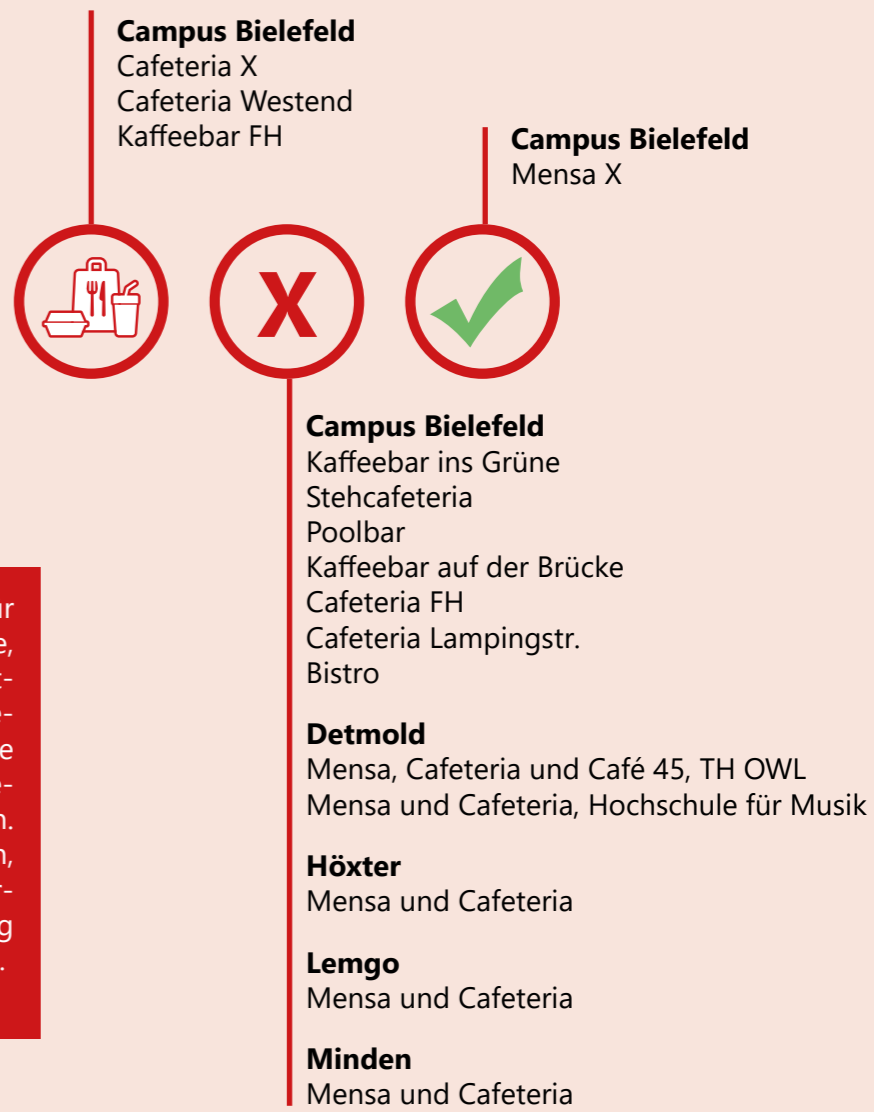 Campus Bielefeld
Cafeteria X
Cafeteria Westend
Kaffeebar FH
Campus Bielefeld
Mensa X
X
Campus Bielefeld
Kaffeebar ins Grüne
Stehcafeteria
Poolbar
Kaffeebar auf der Brücke
Cafeteria FH
Cafeteria Lampingstr.
Bistro
Detmold
Mensa, Cafeteria und Café 45, TH OWL
Mensa und Cafeteria, Hochschule für Musik
Höxter
Mensa und Cafeteria
Lemgo
Mensa und Cafeteria
Minden
Mensa und Cafeteria